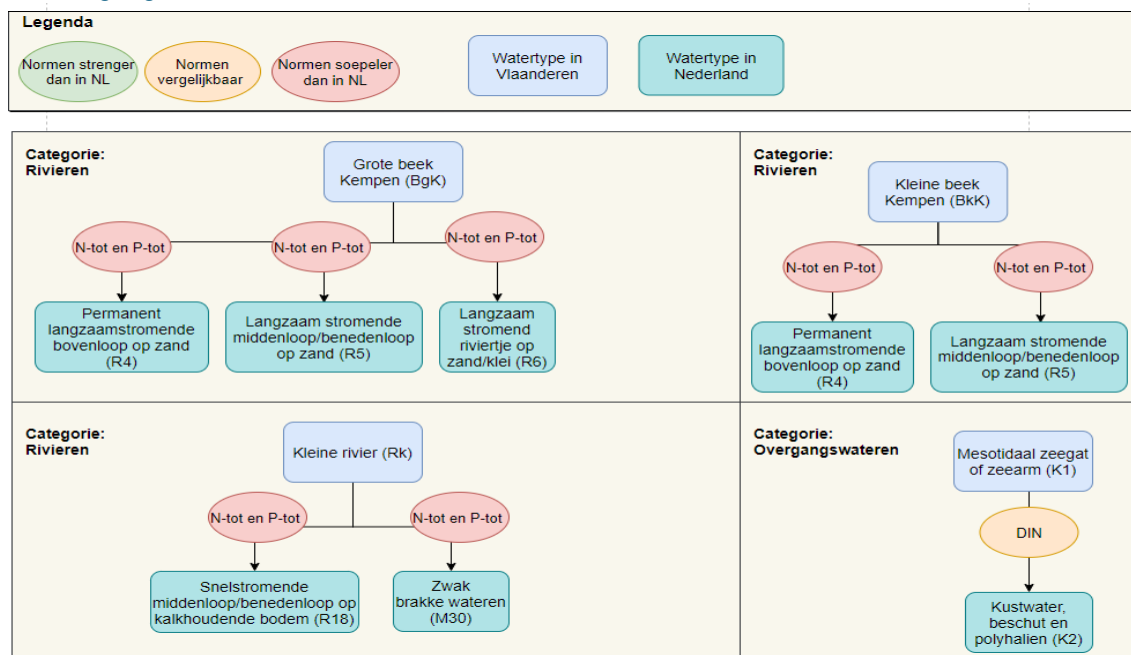 Legenda
Normen strenger
dan in NL
Normen
vergelijkbaar
Normen soepeler
dan in NL
Watertype in
Vlaanderen
Watertype in
Nederland
Categorie:
Rivieren
Grote beek
Kempen (BgK)
N-tot en P-tot
N-tot en P-tot
N-tot en P-tot
Permanent
langzaamstromende
bovenloop op zand
(R4)
Langzaam stromende
middenloop/benedenloop
op zand (R5)
Langzaam
stromend
riviertje op
zand/klei (R6)
Categorie:
Rivieren
Kleine beek
Kempen (BkK)
N-tot en P-tot
N-tot en P-tot
Permanent
langzaamstromende
bovenloop op zand
(R4)
Langzaam stromende
middenloop/benedenloop
op zand (R5)
Categorie:
Rivieren
Kleine rivier (Rk)
N-tot en P-tot
N-tot en P-tot
Snelstromende
middenloop/benedenloop op
kalkhoudende bodem (R18)
Zwak
brakke wateren
(M30)
Categorie:
Overgangswateren
Mesotidaal zeegat
of zeearm (K1)
DIN
Kustwater,
beschut en
polyhalien (K2)